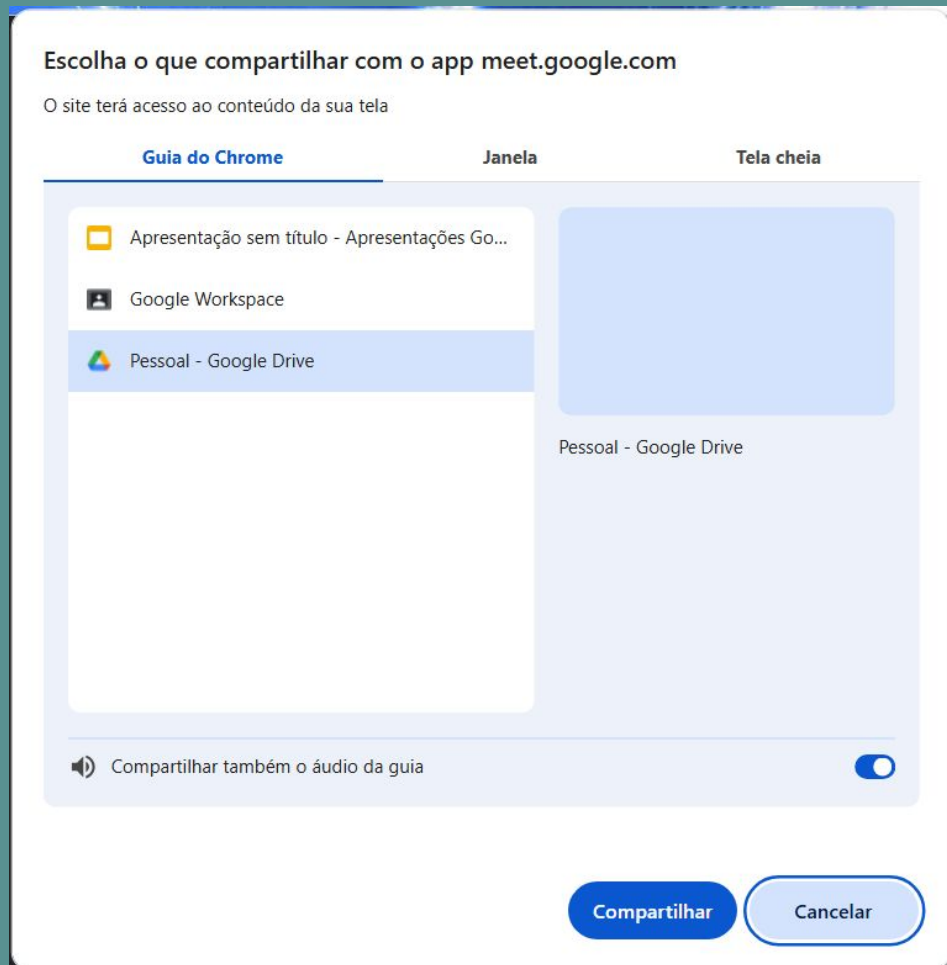 Escolha o que compartilhar com o app meet.google.com
O site terá acesso ao conteúdo da sua tela
Guia do Chrome
Janela
Tela cheia
Apresentação sem título - Apresentações Go...
Google Workspace
Pessoal - Google Drive
Pessoal - Google Drive
Compartilhar também o áudio da guia
Compartilhar
Cancelar